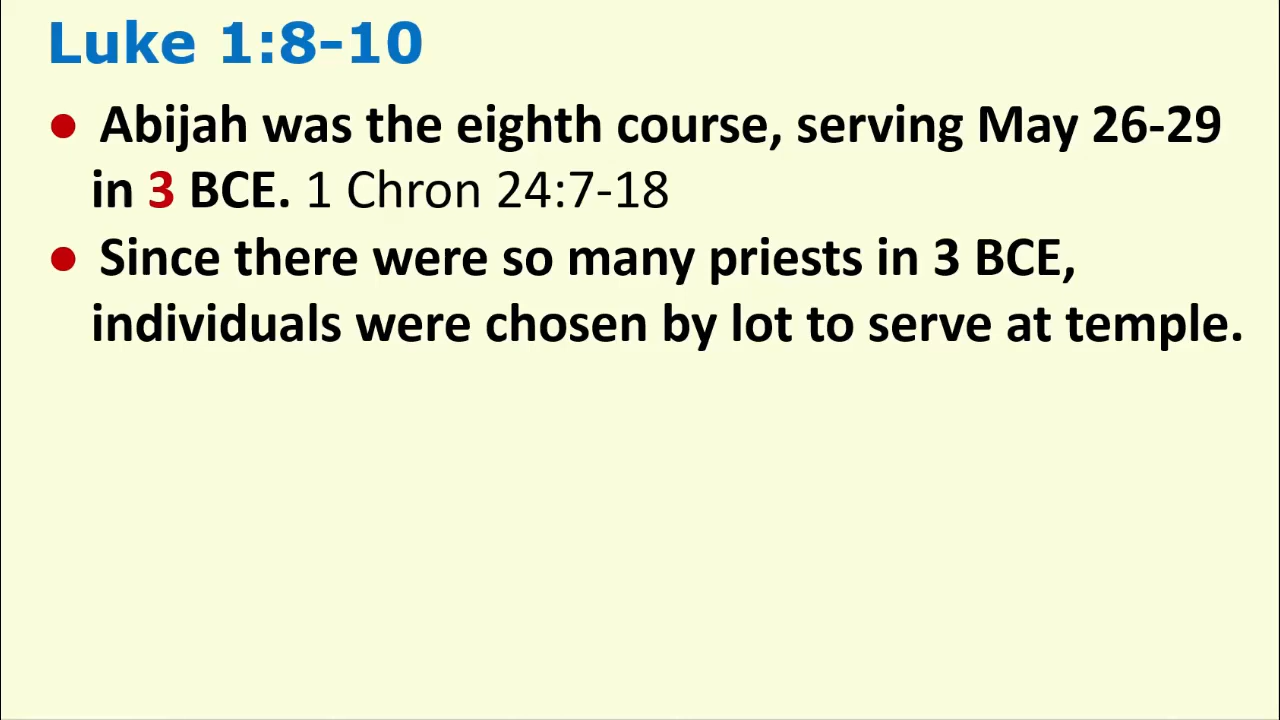 Luke 1:8-10
● Abijah was the eighth course, serving May 26-29
in 3 BCE. 1 Chron 24:7-18
● Since there were so many priests in 3 BCE,
individuals were chosen by lot to serve at temple.